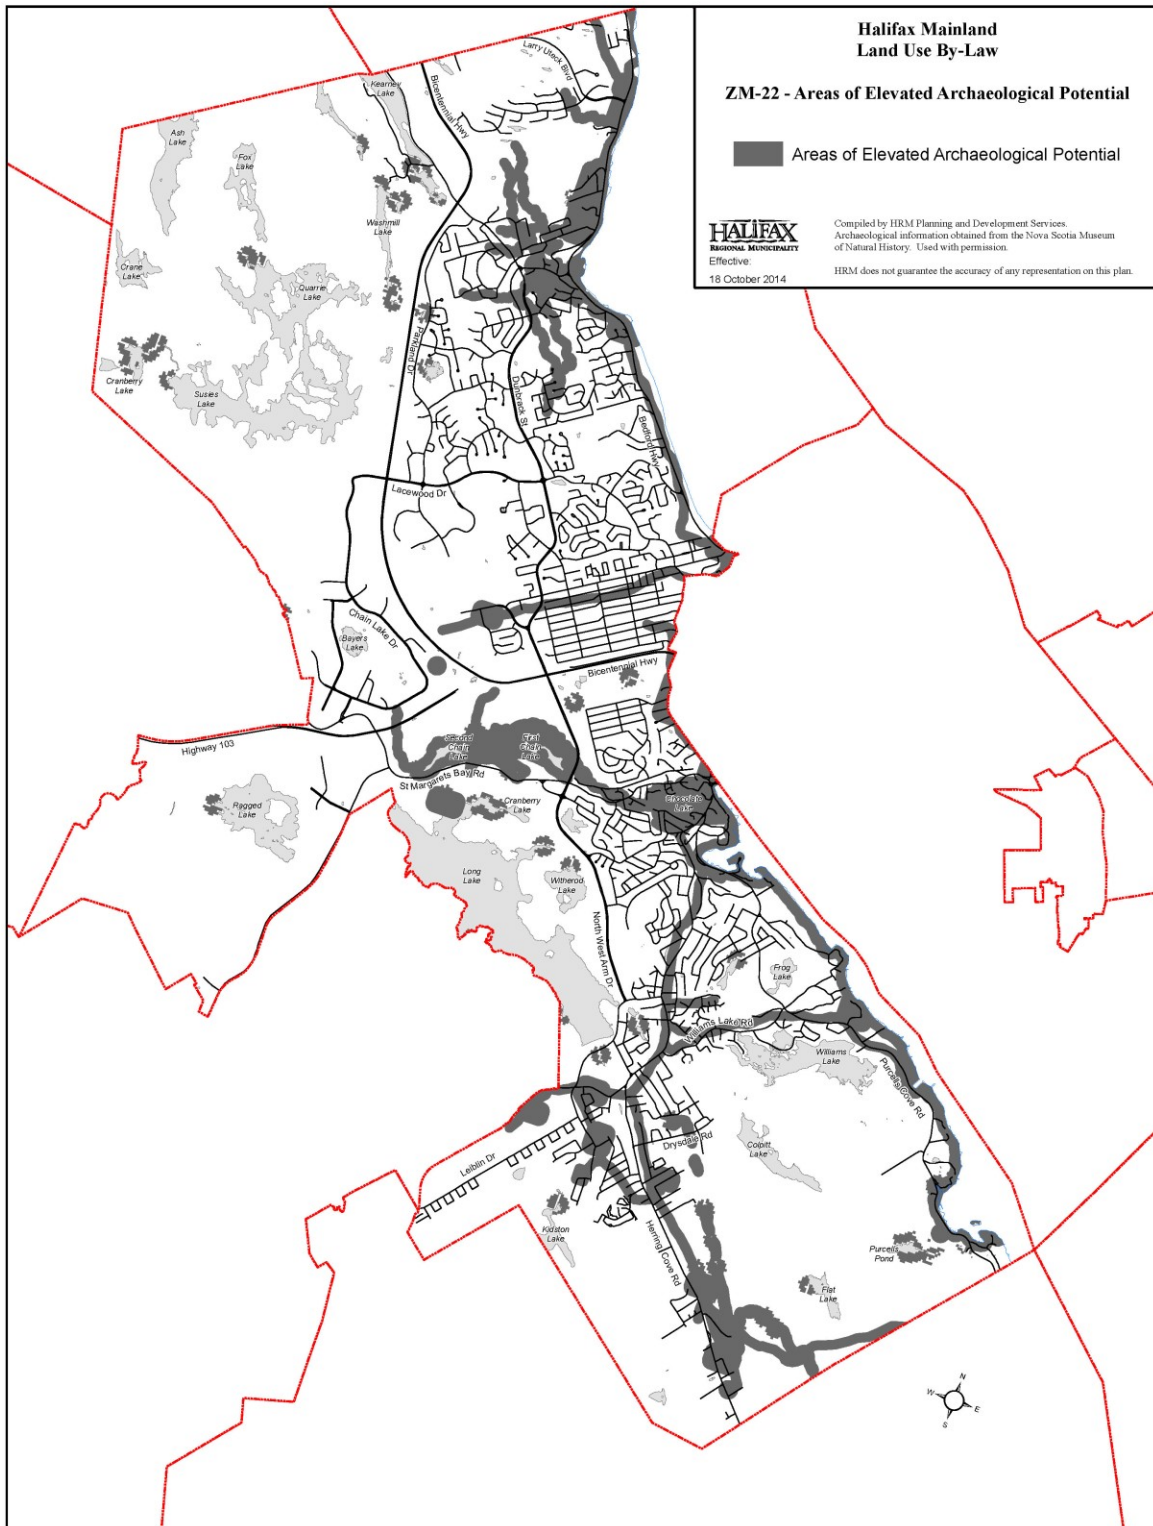 Halifax Mainland
Land Use By-Law
ZM-22 - Areas of Elevated Archaeological Potential
Areas of Elevated Archaeological Potential
HALIFAX
REGIONAL MUNICIPALITY
Effective:
18 October 2014
Compiled by HRM Planning and Development Services.
Archaeological information obtained from the Nova Scotia Museum
of Natural History. Used with permission.
HRM does not guarantee the accuracy of any representation on this plan.
Larry Uteck Blvd
Kearney
Lake
Bicentennial Hwy
Ash
Lake
Fox
Lake
Washmill
Lake
Crane
Lake
Quarrie
Lake
Parkland Dr
Cranberry
Lake
Susies
Lake
Dunbrack St
Bedford Hwy
Lacewood Dr
Chain Lake Dr
Bayers
Lake
Bicentennial Hwy
Highway 103
Second
Chain
Lake
First
Chain
Lake
St Margarets Bay Rd
Ragged
Lake
Cranberry
Lake
Chocolate
Lake
Long
Lake
Witherod
Lake
North West Arm Dr
Frog
Lake
Williams Lake Rd
Williams
Lake
Purcells Cove Rd
Drysdale Rd
Colpitt
Lake
Leiblin Dr
Kidston
Lake
Herring Cove Rd
Purcells
Pond
Flat
Lake
N
W
E
S